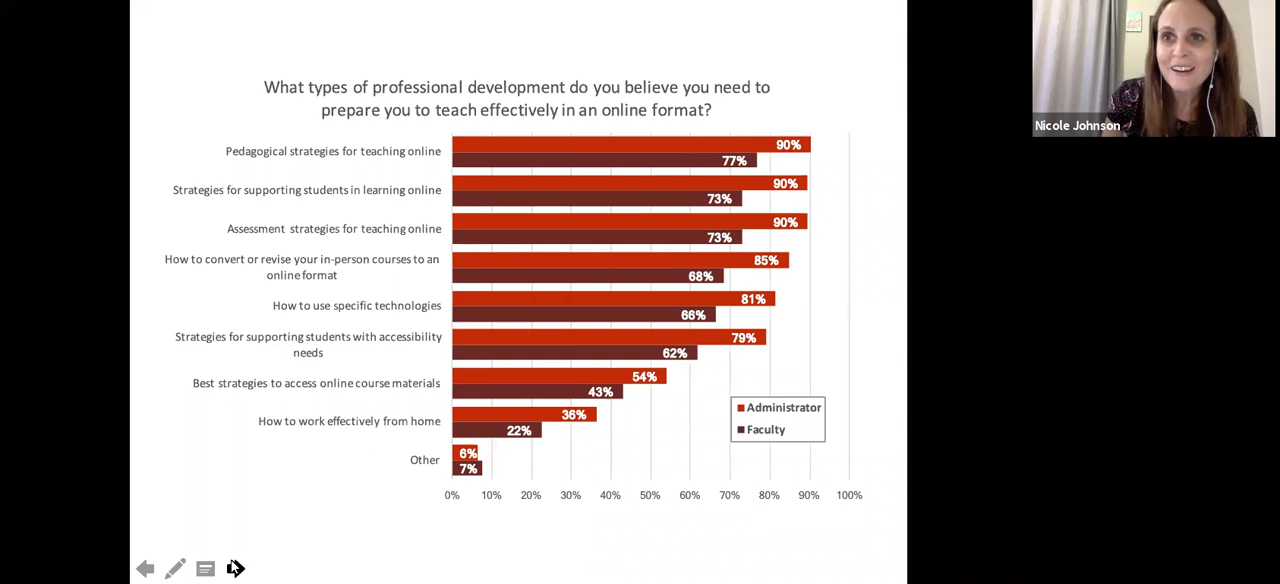 What types of professional development do you believe you need to
prepare you to teach effectively in an online format?
Pedagogical strategies for teaching online
90%
77%
Strategies for supporting students in learning online
90%
73%
Assessment strategies for teaching online
90%
73%
How to convert or revise your in-person courses to an
online format
85%
68%
How to use specific technologies
81%
66%
Strategies for supporting students with accessibility
needs
79%
62%
Best strategies to access online course materials
54%
43%
How to work effectively from home
36%
22%
Other
6%
7%
Administrator
Faculty
0% 10% 20% 30% 40% 50% 60% 70% 80% 90% 100%
Nicole Johnson